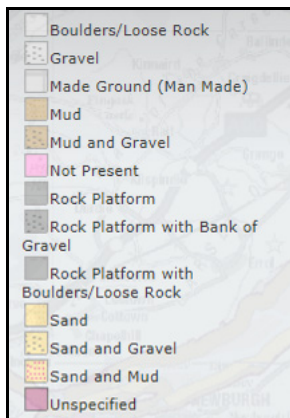 Boulders/Loose Rock
Gravel
Made Ground (Man Made)
Mud
Mud and Gravel
Not Present
Rock Platform
Rock Platform with Bank of
Gravel
Rock Platform with
Boulders/Loose Rock
Sand
Sand and Gravel
Sand and Mud
Unspecified